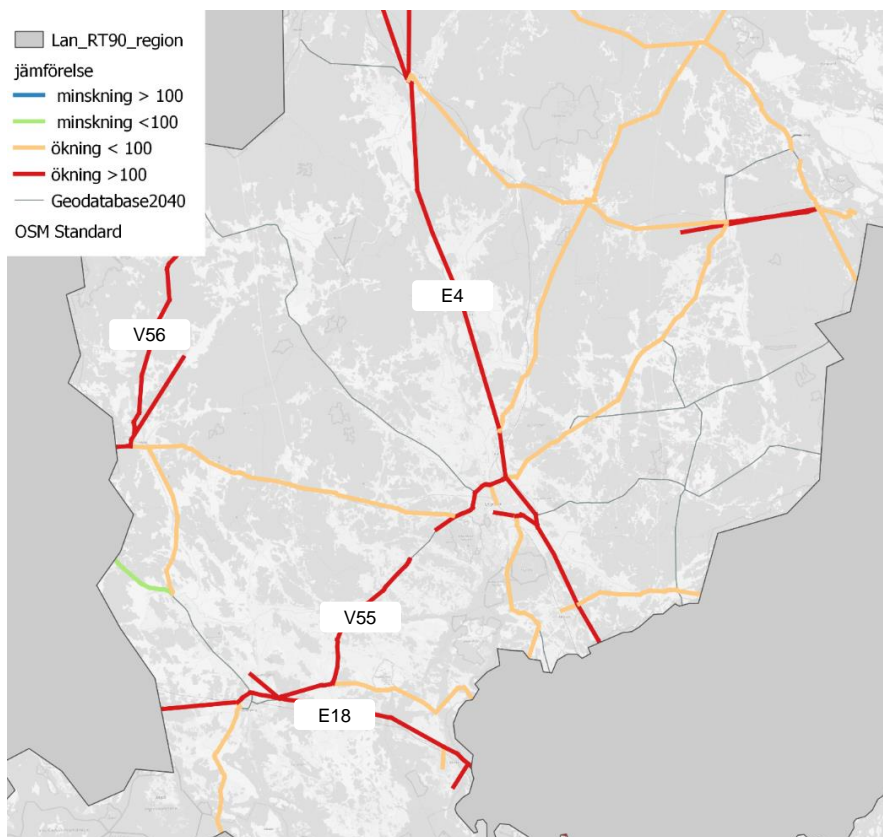 Lan_RT90_region
jämförelse
minskning > 100
minskning <100
ökning < 100
ökning >100
Geodatabase2040
OSM Standard
E4
V56
V55
E18